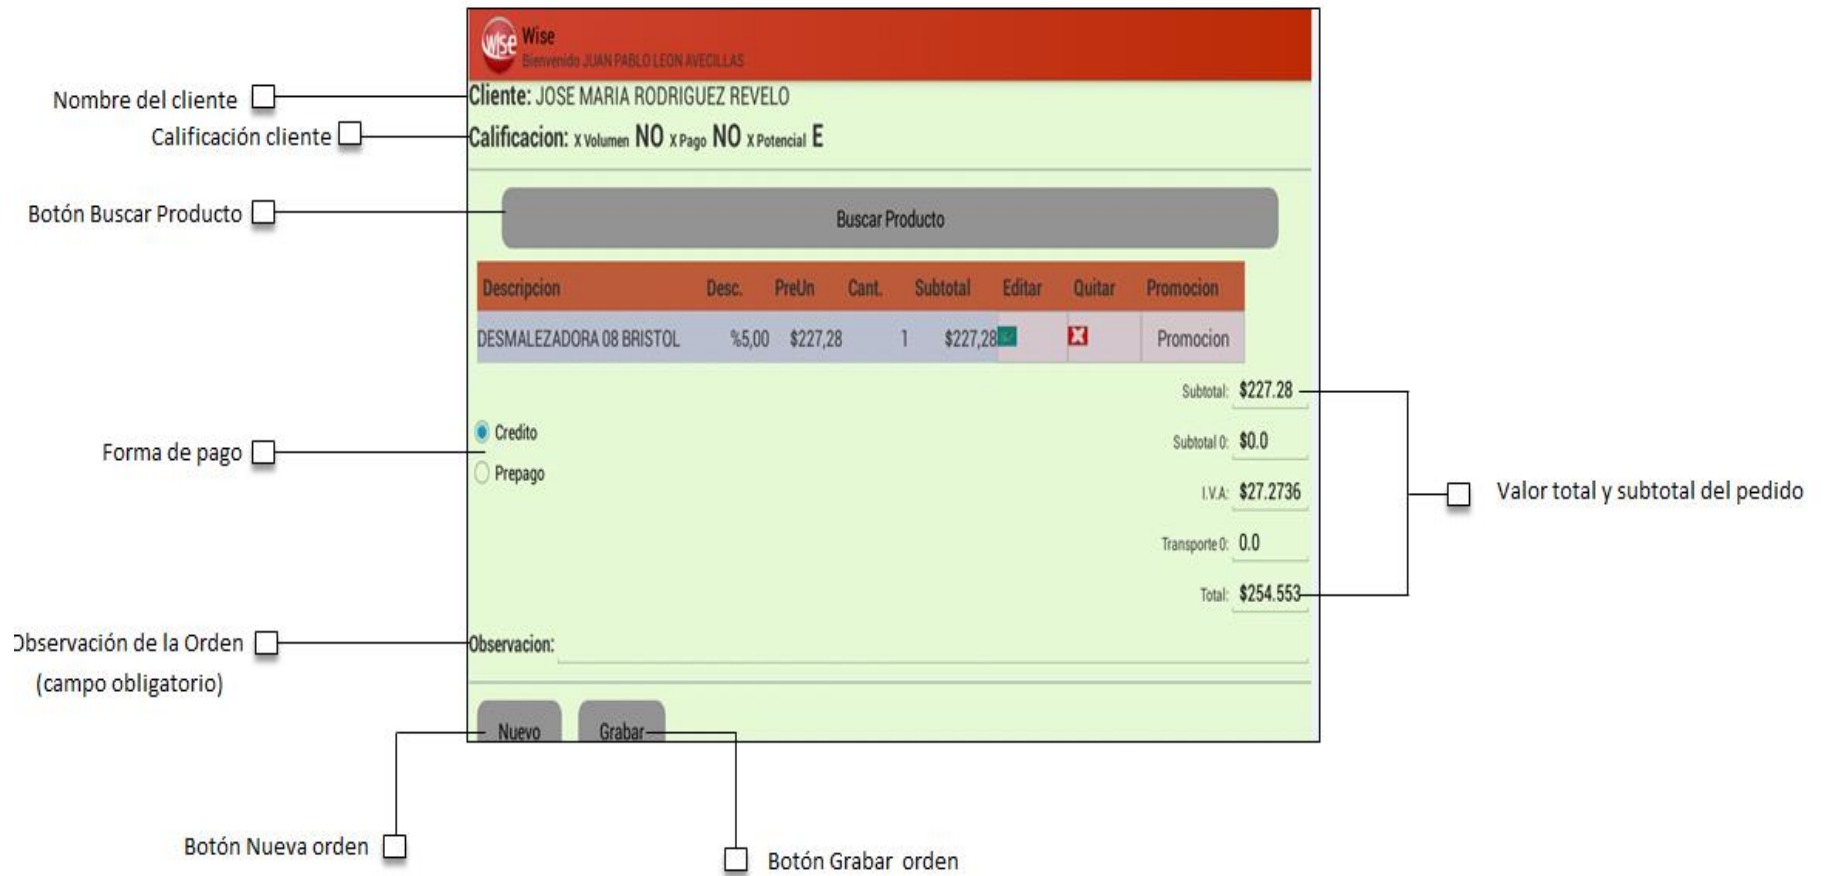 wise Wise
Bienvenido JUAN PABLO LEON AVECILLAS
Nombre del cliente
Cliente: JOSE MARIA RODRIGUEZ REVELO
Calificación cliente
Calificacion: X Volumen NO X Pago NO X Potencial E
Botón Buscar Producto
Buscar Producto
Descripcion Desc. PreUn Cant. Subtotal Editar Quitar Promocion
DESMALEZADORA 08 BRISTOL %5,00 $227,28 1 $227,28 Promocion
Subtotal: $227.28
Forma de pago
Credito
Prepago
Subtotal 0: $0.0
I.V.A: $27.2736
Valor total y subtotal del pedido
Transporte 0: 0.0
Total: $254.553
Observación de la Orden
(campo obligatorio)
Observacion:
Nuevo Grabar
Botón Nueva orden
Botón Grabar orden